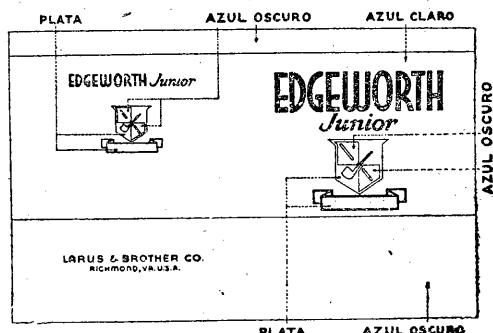 PLATA AZUL OSCURO AZUL CLARO
EDGEWORTH Junior
EDGEWORTH
Junior
AZUL OSCURO
LARUS & BROTHER CO.
RICHMOND, VA. U.S.A.
PLATA AZUL OSCURO